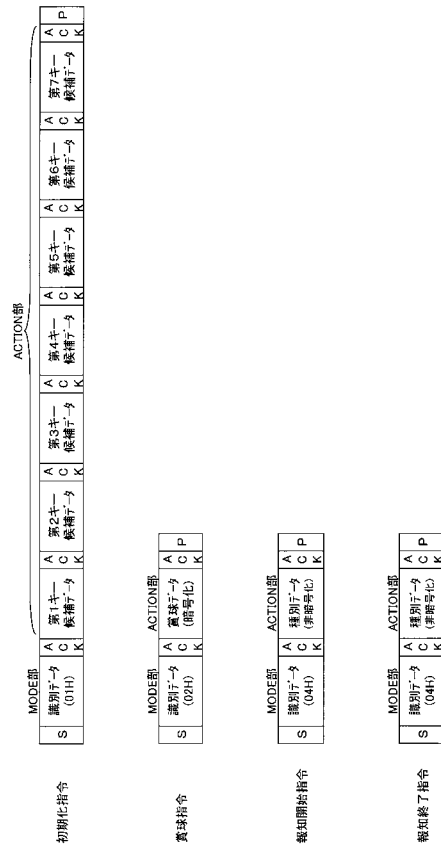 初期化指令
MODE部
ACTION部
S
識別データ
(01H)
ACK
第1キー
候補データ
ACK
第2キー
候補データ
ACK
第3キー
候補データ
ACK
第4キー
候補データ
ACK
第5キー
候補データ
ACK
第6キー
候補データ
ACK
第7キー
候補データ
ACK
P
賞球指令
MODE部
ACTION部
S
識別データ
(02H)
ACK
賞球データ
(暗号化)
ACK
P
報知開始指令
MODE部
ACTION部
S
識別データ
(04H)
ACK
種別データ
(非暗号化)
ACK
P
報知終了指令
MODE部
ACTION部
S
識別データ
(04H)
ACK
種別データ
(非暗号化)
ACK
P